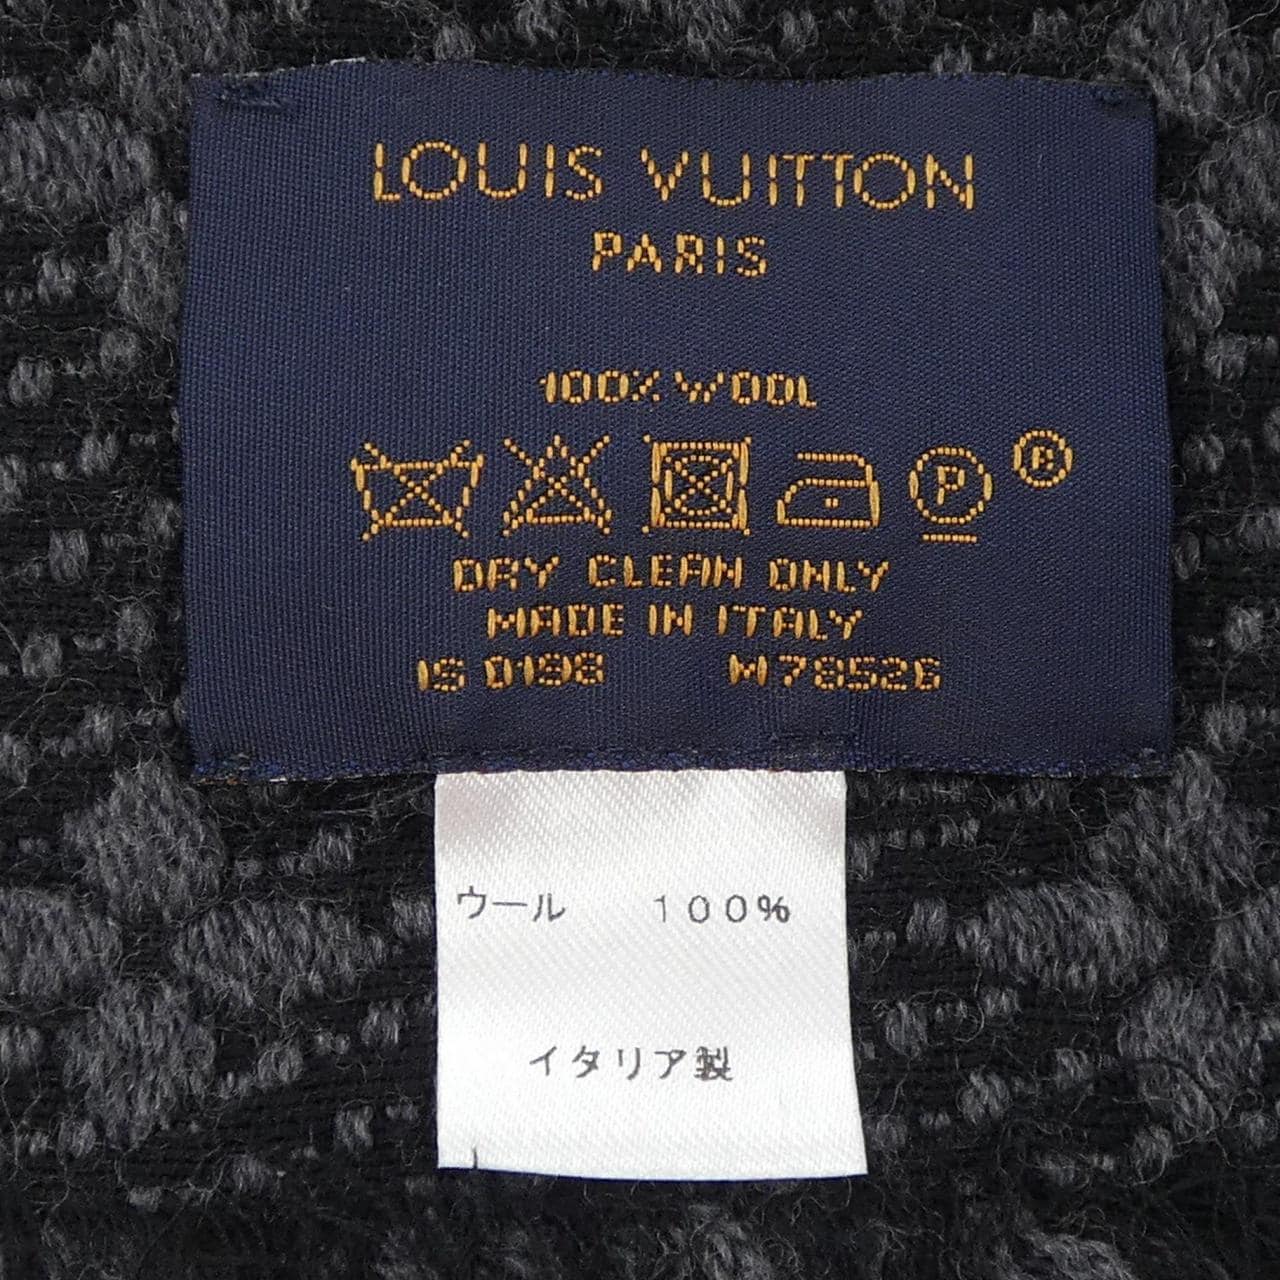 LOUIS VUITTON
PARIS
100% WOOL
P ®
DRY CLEAN ONLY
MADE IN ITALY
IS 0198 M78526
ウール 100%
イタリア製